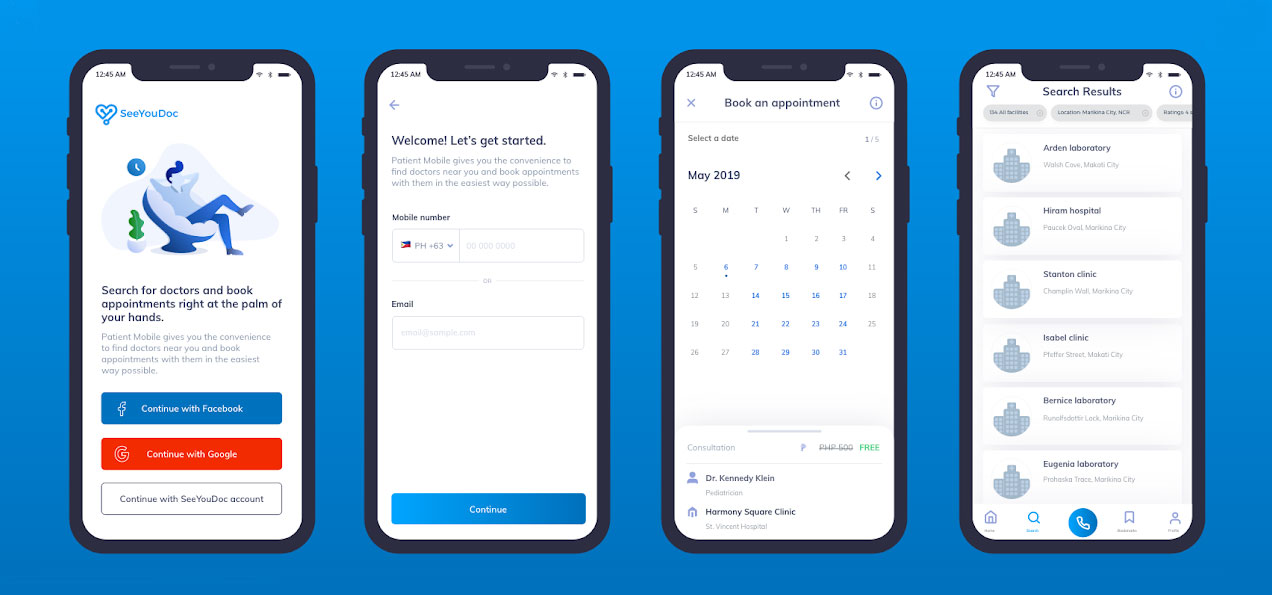 12:45 AM
SeeYouDoc
Search for doctors and book
appointments right at the palm of
your hands.
Patient Mobile gives you the convenience
to find doctors near you and book
appointments with them in the easiest
way possible.
Continue with Facebook
Continue with Google
Continue with SeeYouDoc account
12:45 AM
Welcome! Let's get started.
Patient Mobile gives you the convenience to
find doctors near you and book appointments
with them in the easiest way possible.
Mobile number
PH +63 00 000 0000
OR
Email
email@sample.com
Continue
12:45 AM
Book an appointment
Select a date 1 / 5
May 2019
S M T W TH FR S
1 2 3 4
5 6 7 8 9 10 11
12 13 14 15 16 17 18
19 20 21 22 23 24 25
26 27 28 29 30 31
Consultation P PHP 500 FREE
Dr. Kennedy Klein
Pediatrician
Harmony Square Clinic
St. Vincent Hospital
12:45 AM
Search Results
All facilities Location: Marikina City, NCR Ratings 4
Arden laboratory
Walsh Cove, Makati City
Hiram hospital
Paucek Oval, Marikina City
Stanton clinic
Champlin Wall, Marikina City
Isabel clinic
Pfeffer Street, Makati City
Bernice laboratory
Runolfsdottir Lock, Marikina City
Eugenia laboratory
Prohaska Trace, Marikina City
Home Search Bookmarks Profile